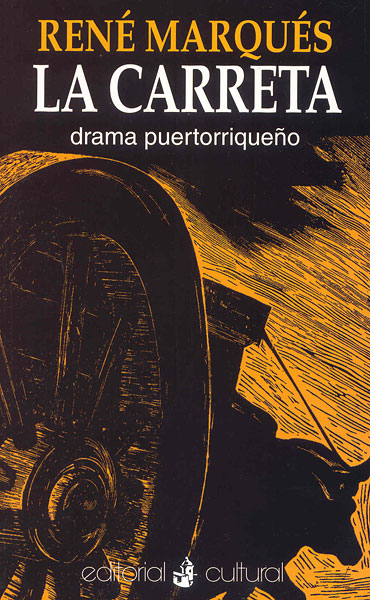 RENÉ MARQUÉS
LA CARRETA
drama puertorriqueño
editorial cultural